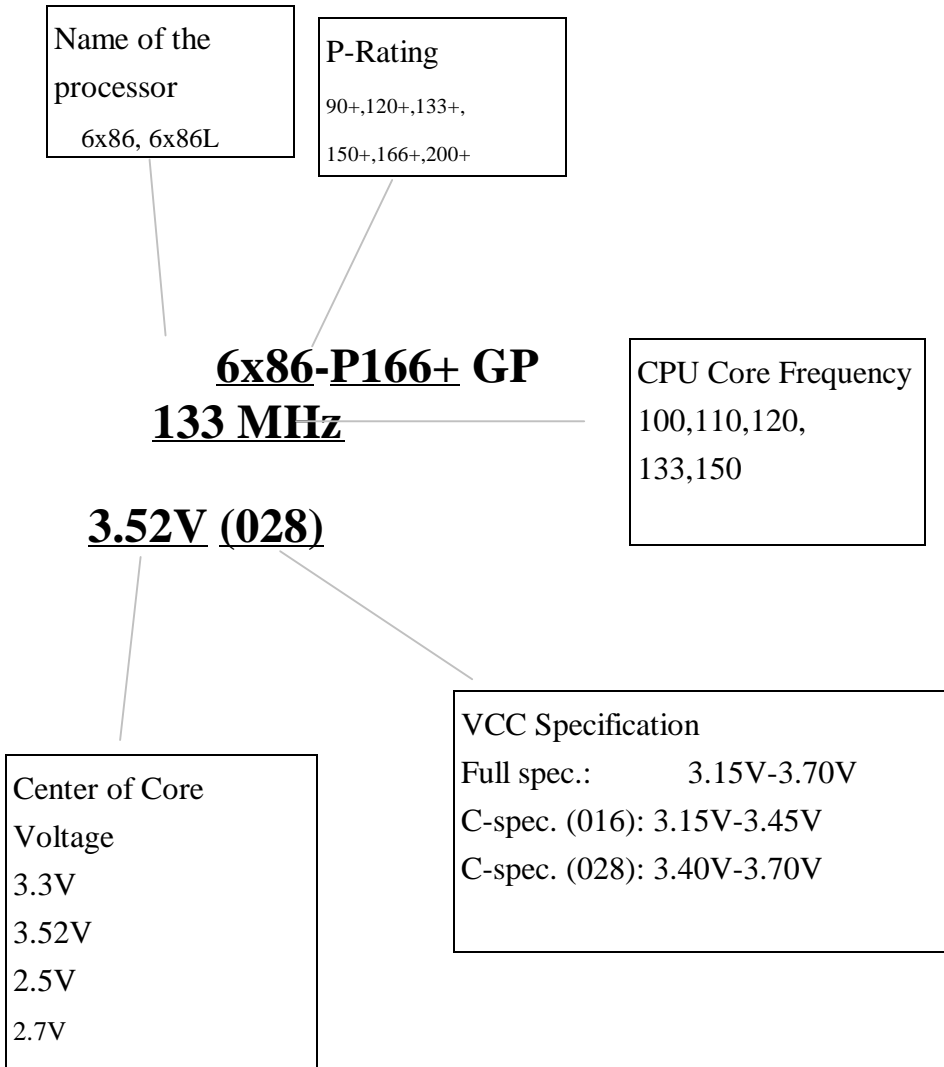 Name of the
processor
6x86, 6x86L
P-Rating
90+,120+,133+,
150+,166+,200+
6x86-P166+ GP
133 MHz
CPU Core Frequency
100,110,120,
133,150
3.52V (028)
VCC Specification
Full spec.: 3.15V-3.70V
C-spec. (016): 3.15V-3.45V
C-spec. (028): 3.40V-3.70V
Center of Core
Voltage
3.3V
3.52V
2.5V
2.7V